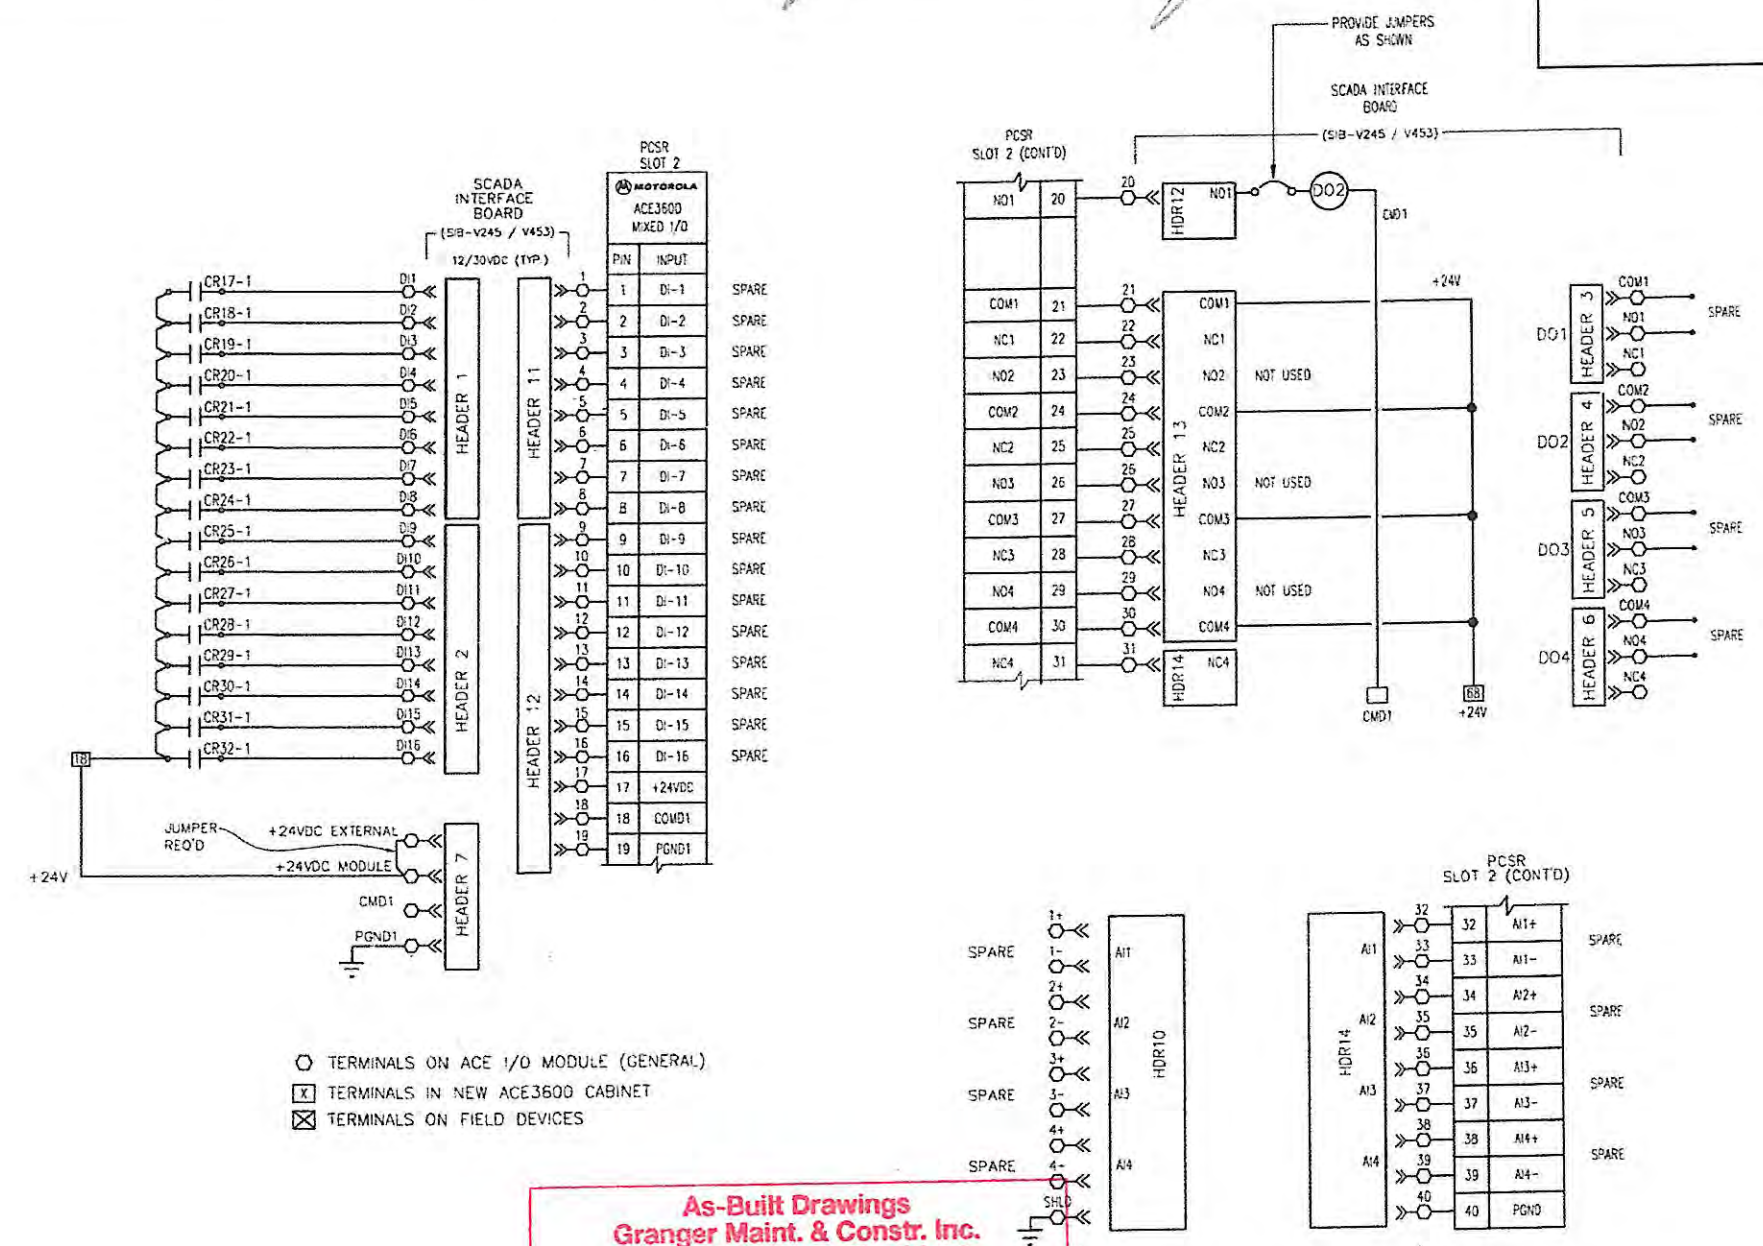 PROVIDE JUMPERS
AS SHOWN
SCADA INTERFACE
BOARD
(SIB-V245 / V453)
PCSR
SLOT 2 (CONT'D)
NO1 20 20 HDR12 NO1 DO2
CMD1
COM1 21 21 COM1
NC1 22 22 NC1
NO2 23 23 NO2 NOT USED
COM2 24 24 COM2
NC2 25 25 NC2
NO3 26 26 NO3 NOT USED
COM3 27 27 COM3
NC3 28 28 NC3
NO4 29 29 NO4 NOT USED
COM4 30 30 COM4
NC4 31 31 HDR14 NC4
HEADER 13
+24V
CMD1
68
+24V
DO1 HEADER 3 COM1 NO1 NC1 SPARE
DO2 HEADER 4 COM2 NO2 NC2 SPARE
DO3 HEADER 5 COM3 NO3 NC3 SPARE
DO4 HEADER 6 COM4 NO4 NC4 SPARE
SCADA
INTERFACE
BOARD
(SIB-V245 / V453)
12/30VDC (TYP.)
PCSR
SLOT 2
MOTOROLA
ACE3600
MIXED I/O
PIN INPUT
CR17-1 DI1 1 1 DI-1 SPARE
CR18-1 DI2 2 2 DI-2 SPARE
CR19-1 DI3 3 3 DI-3 SPARE
CR20-1 DI4 4 4 DI-4 SPARE
CR21-1 DI5 5 5 DI-5 SPARE
CR22-1 DI6 6 6 DI-6 SPARE
CR23-1 DI7 7 7 DI-7 SPARE
CR24-1 DI8 8 8 DI-8 SPARE
CR25-1 DI9 9 9 DI-9 SPARE
CR26-1 DI10 10 10 DI-10 SPARE
CR27-1 DI11 11 11 DI-11 SPARE
CR28-1 DI12 12 12 DI-12 SPARE
CR29-1 DI13 13 13 DI-13 SPARE
CR30-1 DI14 14 14 DI-14 SPARE
CR31-1 DI15 15 15 DI-15 SPARE
CR32-1 DI16 16 16 DI-16 SPARE
17 17 +24VDC
18 18 COMD1
19 19 PGND1
HEADER 1
HEADER 11
HEADER 2
HEADER 12
18
JUMPER
REQ'D
+24VDC EXTERNAL
+24VDC MODULE
+24V
CMD1
PGND1
HEADER 7
TERMINALS ON ACE I/O MODULE (GENERAL)
X TERMINALS IN NEW ACE3600 CABINET
TERMINALS ON FIELD DEVICES
1+
SPARE 1- AI1
2+
SPARE 2- AI2
3+
SPARE 3- AI3
4+
SPARE 4- AI4
SHLD
HDR10
PCSR
SLOT 2 (CONT'D)
HDR14
32 32 AI1+
AI1 33 33 AI1- SPARE
34 34 AI2+
AI2 35 35 AI2- SPARE
36 36 AI3+
AI3 37 37 AI3- SPARE
38 38 AI4+
AI4 39 39 AI4- SPARE
40 40 PGND
As-Built Drawings
Granger Maint. & Constr. Inc.